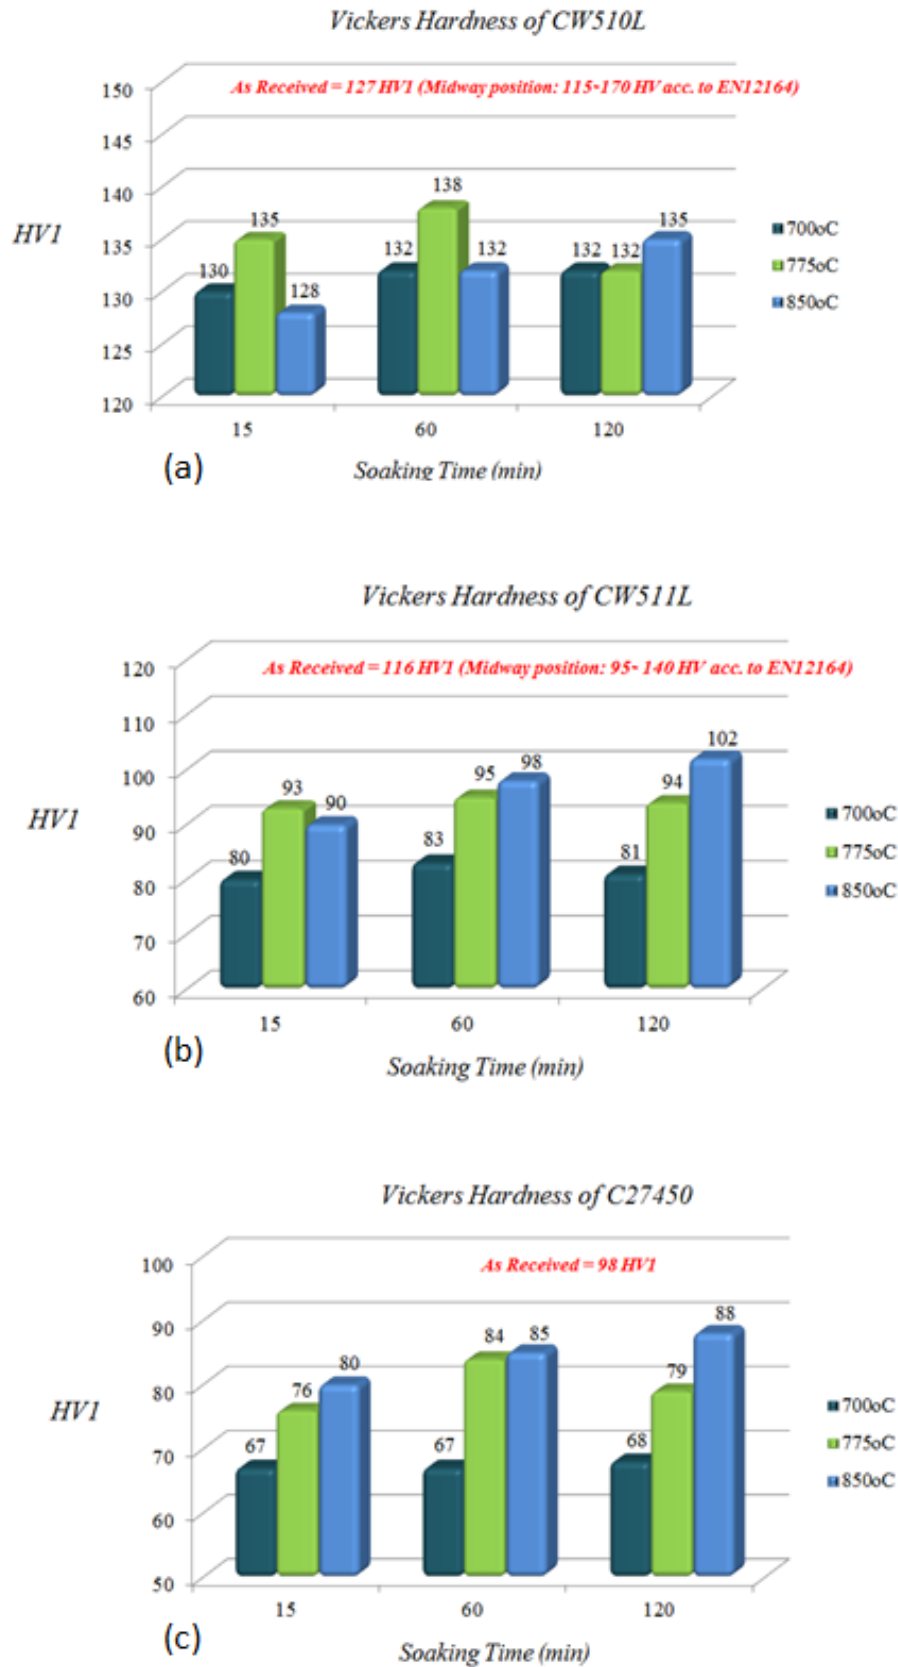 Vickers Hardness of CW510L
As Received = 127 HV1 (Midway position: 115-170 HV acc. to EN12164)
150
145
140
135
130
125
120
HV1
130
135
128
132
138
132
132
132
135
700oC
775oC
850oC
15
60
120
(a)
Soaking Time (min)
Vickers Hardness of CW511L
As Received = 116 HV1 (Midway position: 95- 140 HV acc. to EN12164)
120
110
100
90
80
70
60
HV1
80
93
90
83
95
98
81
94
102
700oC
775oC
850oC
15
60
120
(b)
Soaking Time (min)
Vickers Hardness of C27450
As Received = 98 HV1
100
90
80
70
60
50
HV1
67
76
80
67
84
85
68
79
88
700oC
775oC
850oC
15
60
120
(c)
Soaking Time (min)